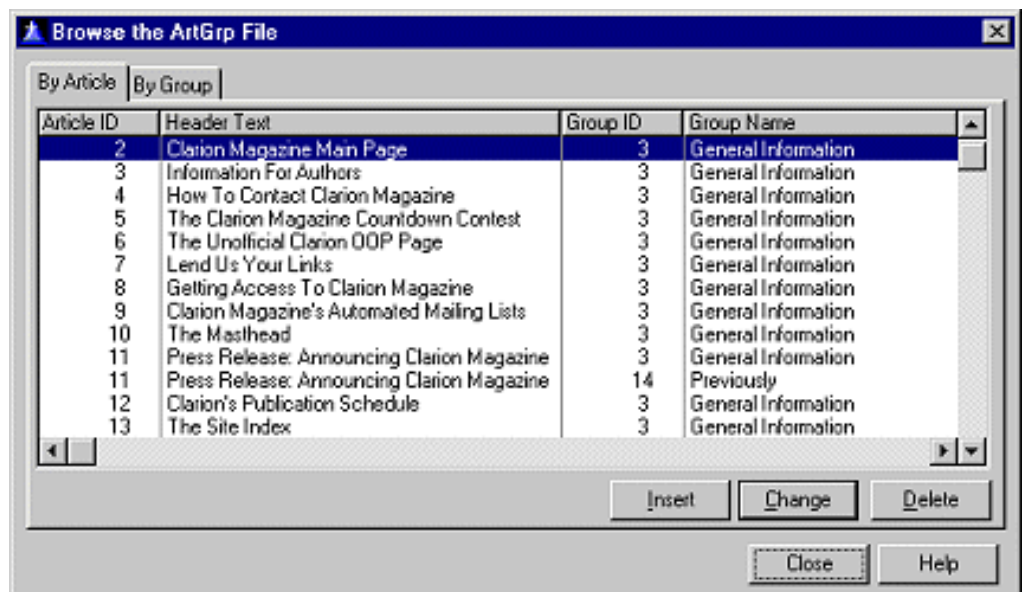 Browse the ArtGrp File
By Article By Group
Article ID Header Text Group ID Group Name
2 Clarion Magazine Main Page 3 General Information
3 Information For Authors 3 General Information
4 How To Contact Clarion Magazine 3 General Information
5 The Clarion Magazine Countdown Contest 3 General Information
6 The Unofficial Clarion OOP Page 3 General Information
7 Lend Us Your Links 3 General Information
8 Getting Access To Clarion Magazine 3 General Information
9 Clarion Magazine's Automated Mailing Lists 3 General Information
10 The Masthead 3 General Information
11 Press Release: Announcing Clarion Magazine 3 General Information
11 Press Release: Announcing Clarion Magazine 14 Previously
12 Clarion's Publication Schedule 3 General Information
13 The Site Index 3 General Information
Insert Change Delete
Close Help